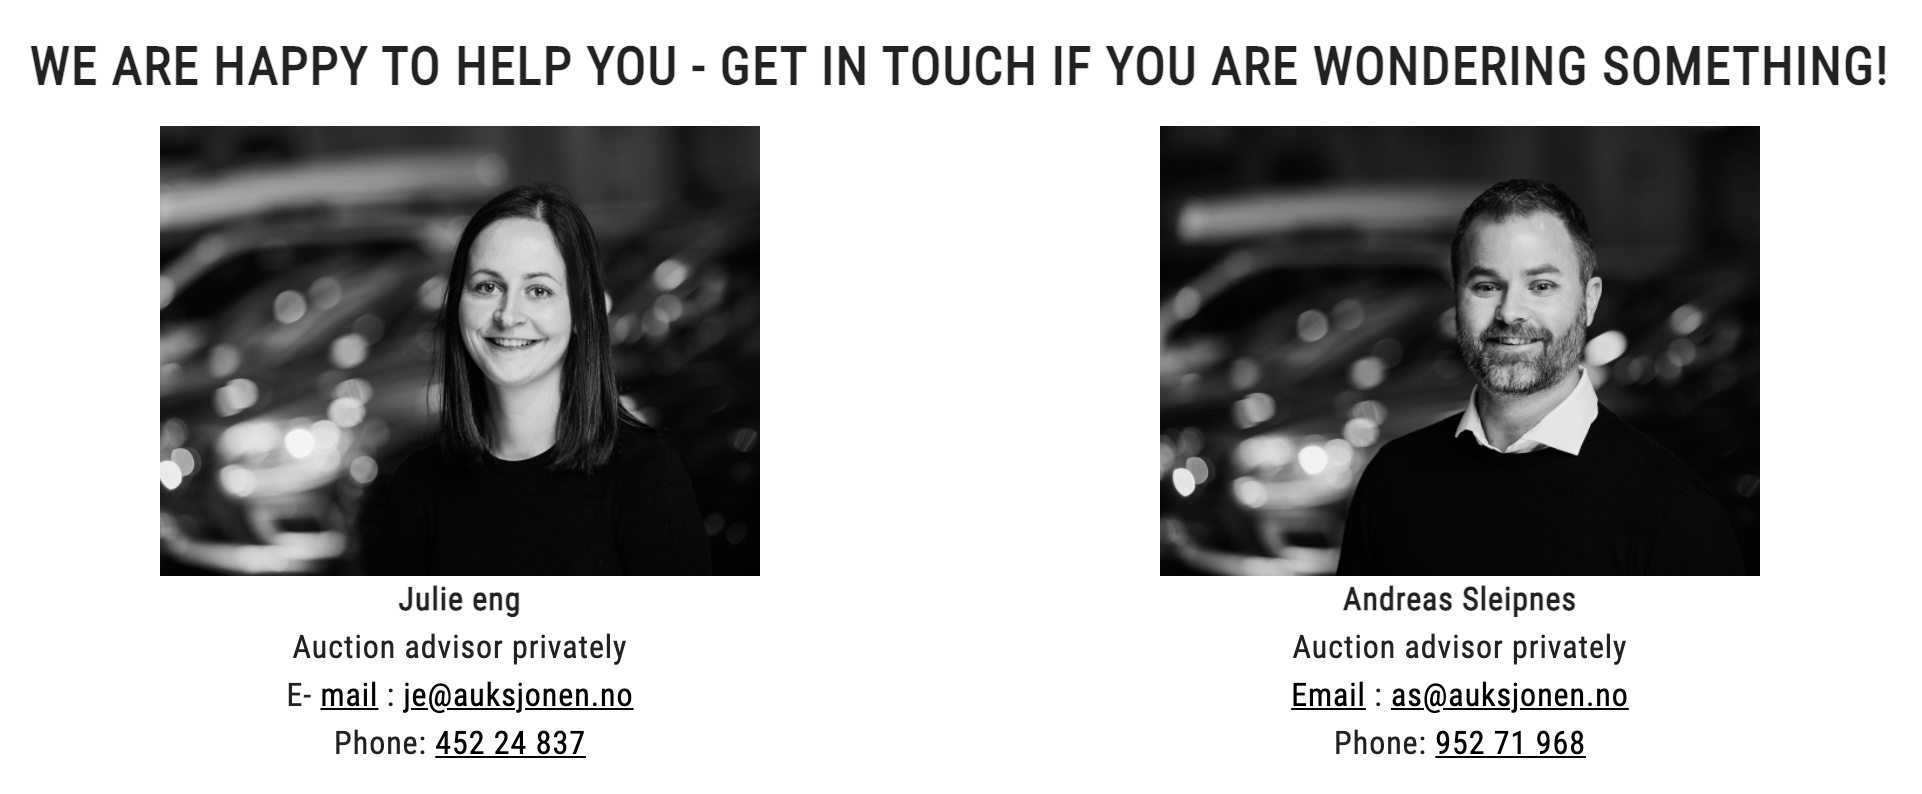 WE ARE HAPPY TO HELP YOU - GET IN TOUCH IF YOU ARE WONDERING SOMETHING!
Julie eng
Auction advisor privately
E- mail : je@auksjonen.no
Phone: 452 24 837
Andreas Sleipnes
Auction advisor privately
Email : as@auksjonen.no
Phone: 952 71 968